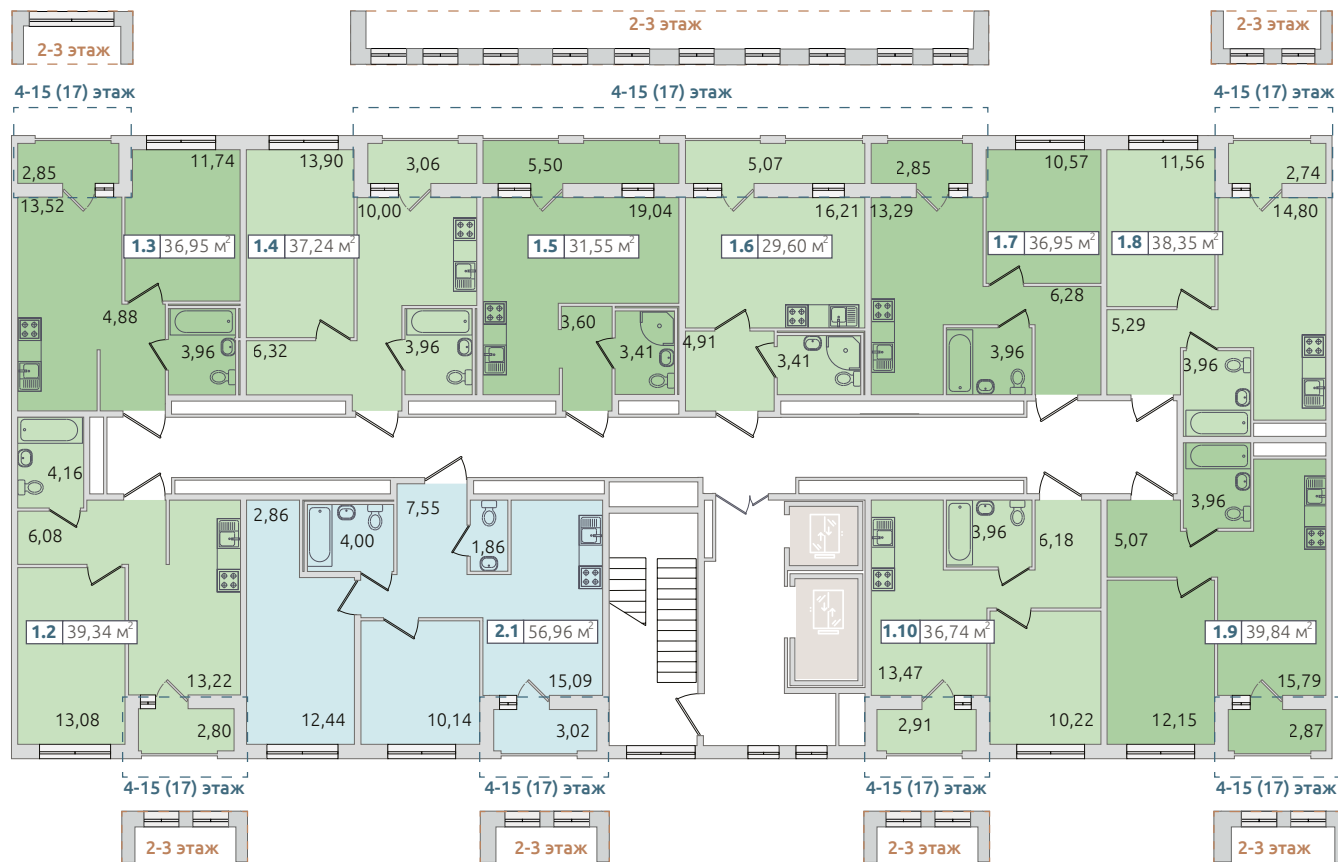 2-3 этаж
2-3 этаж
2-3 этаж
4-15 (17) этаж
4-15 (17) этаж
4-15 (17) этаж
2,85
11,74
13,90
3,06
5,50
5,07
2,85
10,57
11,56
2,74
13,52
10,00
19,04
16,21
13,29
14,80
1.3 36,95 м²
1.4 37,24 м²
1.5 31,55 м²
1.6 29,60 м²
1.7 36,95 м²
1.8 38,35 м²
4,88
3,96
6,32
3,96
3,60
3,41
4,91
3,41
3,96
6,28
5,29
3,96
4,16
6,08
2,86
4,00
7,55
1,86
3,96
6,18
5,07
3,96
1.2 39,34 м²
2.1 56,96 м²
1.10 36,74 м²
1.9 39,84 м²
13,22
15,09
13,47
15,79
13,08
2,80
12,44
10,14
3,02
2,91
10,22
12,15
2,87
4-15 (17) этаж
4-15 (17) этаж
4-15 (17) этаж
4-15 (17) этаж
2-3 этаж
2-3 этаж
2-3 этаж
2-3 этаж